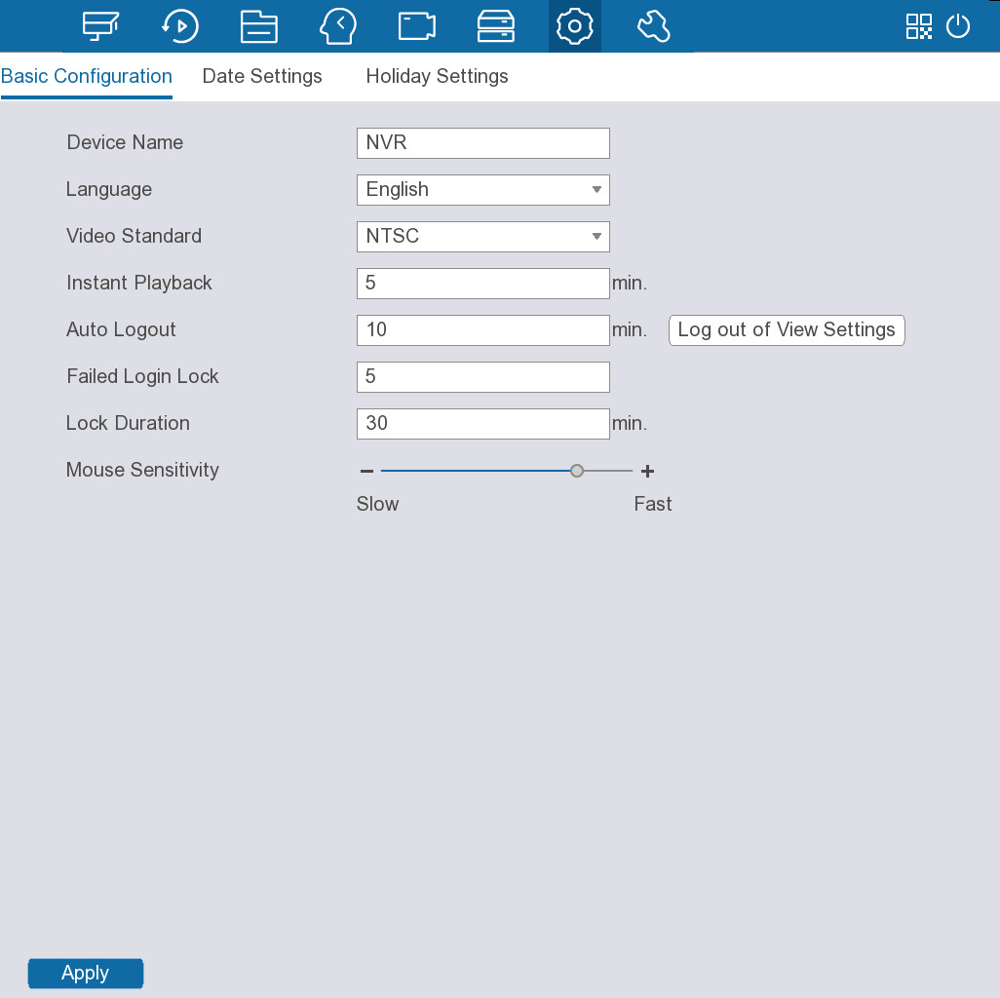 Basic Configuration Date Settings Holiday Settings
Device Name NVR
Language English
Video Standard NTSC
Instant Playback 5 min.
Auto Logout 10 min. Log out of View Settings
Failed Login Lock 5
Lock Duration 30 min.
Mouse Sensitivity
Slow Fast
Apply